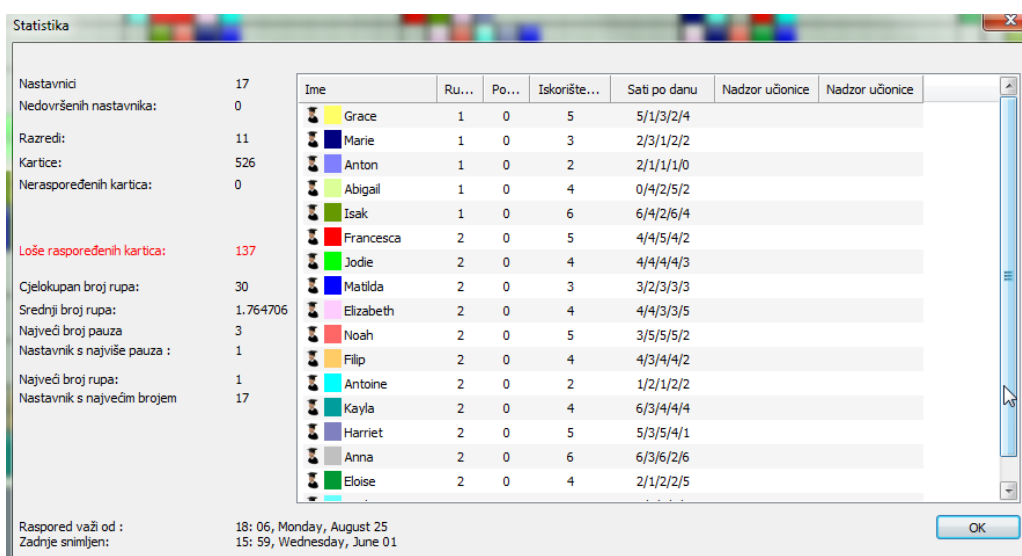 Statistika
Nastavnici 17
Nedovršenih nastavnika: 0
Razredi: 11
Kartice: 526
Neraspoređenih kartica: 0
Loše raspoređenih kartica: 137
Cjelokupan broj rupa: 30
Srednji broj rupa: 1.764706
Najveći broj pauza 3
Nastavnik s najviše pauza : 1
Najveći broj rupa: 1
Nastavnik s najvećim brojem 17
Ime Ru... Po... Iskorište... Sati po danu Nadzor učionice Nadzor učionice
Grace 1 0 5 5/1/3/2/4
Marie 1 0 3 2/3/1/2/2
Anton 1 0 2 2/1/1/1/0
Abigail 1 0 4 0/4/2/5/2
Isak 1 0 6 6/4/2/6/4
Francesca 2 0 5 4/4/5/4/2
Jodie 2 0 4 4/4/4/4/3
Matilda 2 0 3 3/2/3/3/3
Elizabeth 2 0 4 4/4/3/3/5
Noah 2 0 5 3/5/5/5/2
Filip 2 0 4 4/3/4/4/2
Antoine 2 0 2 1/2/1/2/2
Kayla 2 0 4 6/3/4/4/4
Harriet 2 0 5 5/3/5/4/1
Anna 2 0 6 6/3/6/2/6
Eloise 2 0 4 2/1/2/2/5
Raspored važi od : 18: 06, Monday, August 25
Zadnje snimljen: 15: 59, Wednesday, June 01
OK